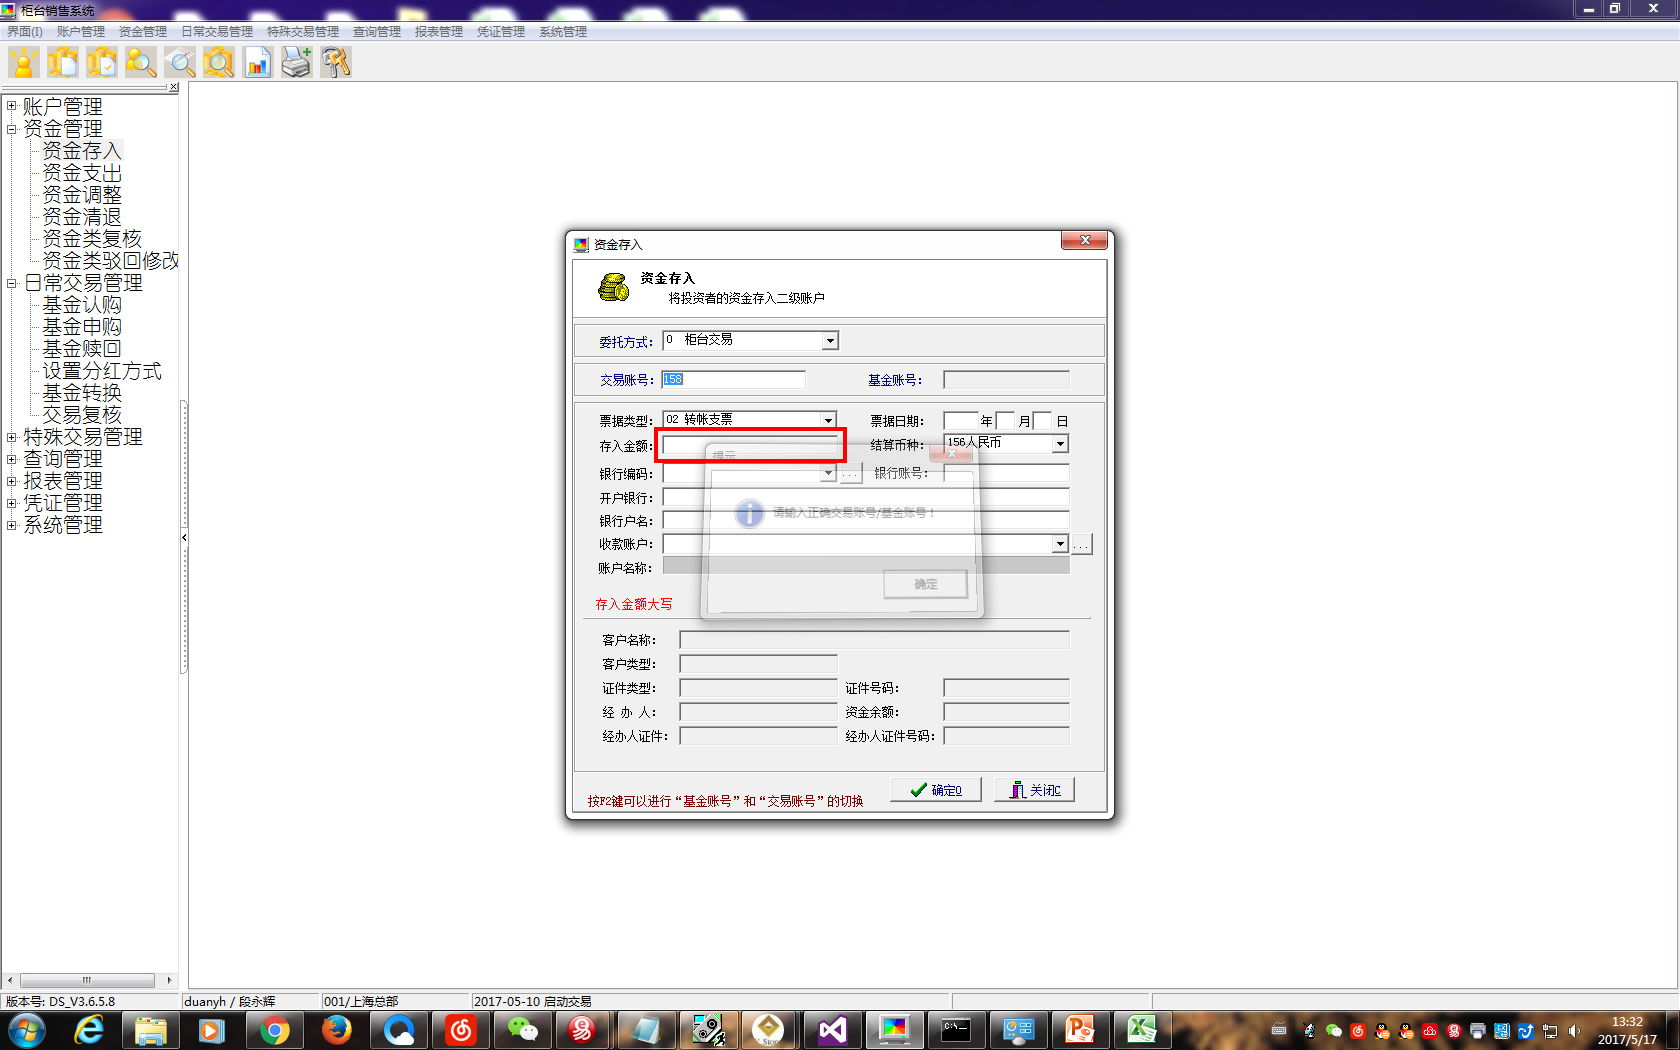 柜台销售系统
界面(I) 账户管理 资金管理 日常交易管理 特殊交易管理 查询管理 报表管理 凭证管理 系统管理
账户管理
资金管理
资金存入
资金支出
资金调整
资金清退
资金类复核
资金类驳回修改
日常交易管理
基金认购
基金申购
基金赎回
设置分红方式
基金转换
交易复核
特殊交易管理
查询管理
报表管理
凭证管理
系统管理
资金存入
资金存入
将投资者的资金存入二级账户
委托方式: 0 柜台交易
交易账号: 158 基金账号:
票据类型: 02 转帐支票 票据日期: 年 月 日
存入金额: 结算币种: 156人民币
提示
银行编码: ... 银行账号:
开户银行:
请输入正确交易账号/基金账号！
银行户名:
收款账户: ...
账户名称:
确定
存入金额大写
客户名称:
客户类型:
证件类型: 证件号码:
经 办 人: 资金余额:
经办人证件: 经办人证件号码:
按F2键可以进行“基金账号”和“交易账号”的切换
确定O 关闭C
版本号: DS_V3.6.5.8 duanyh / 段永辉 001/上海总部 2017-05-10 启动交易
C:\_
13:32
2017/5/17